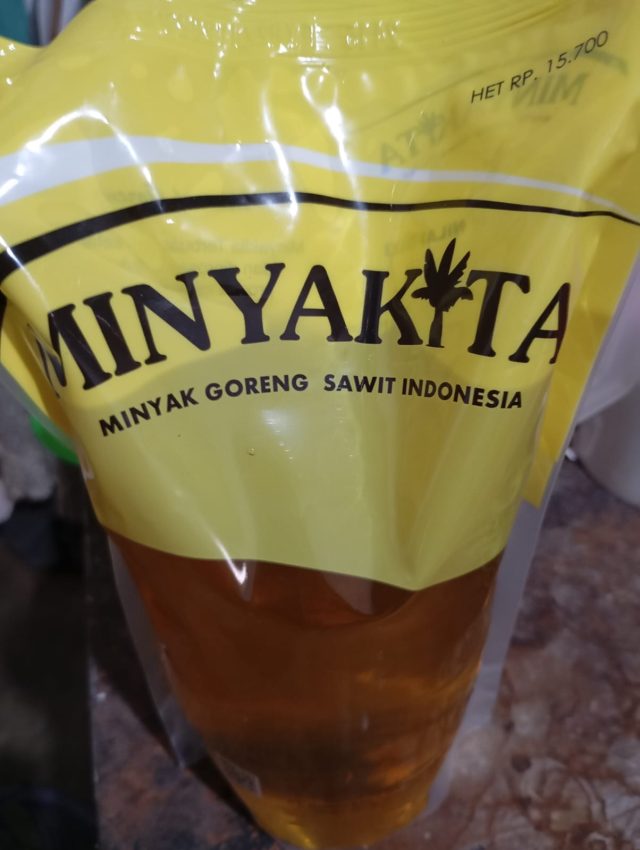 HET RP. 15.700
MINYAKITA
MINYAK GORENG SAWIT INDONESIA